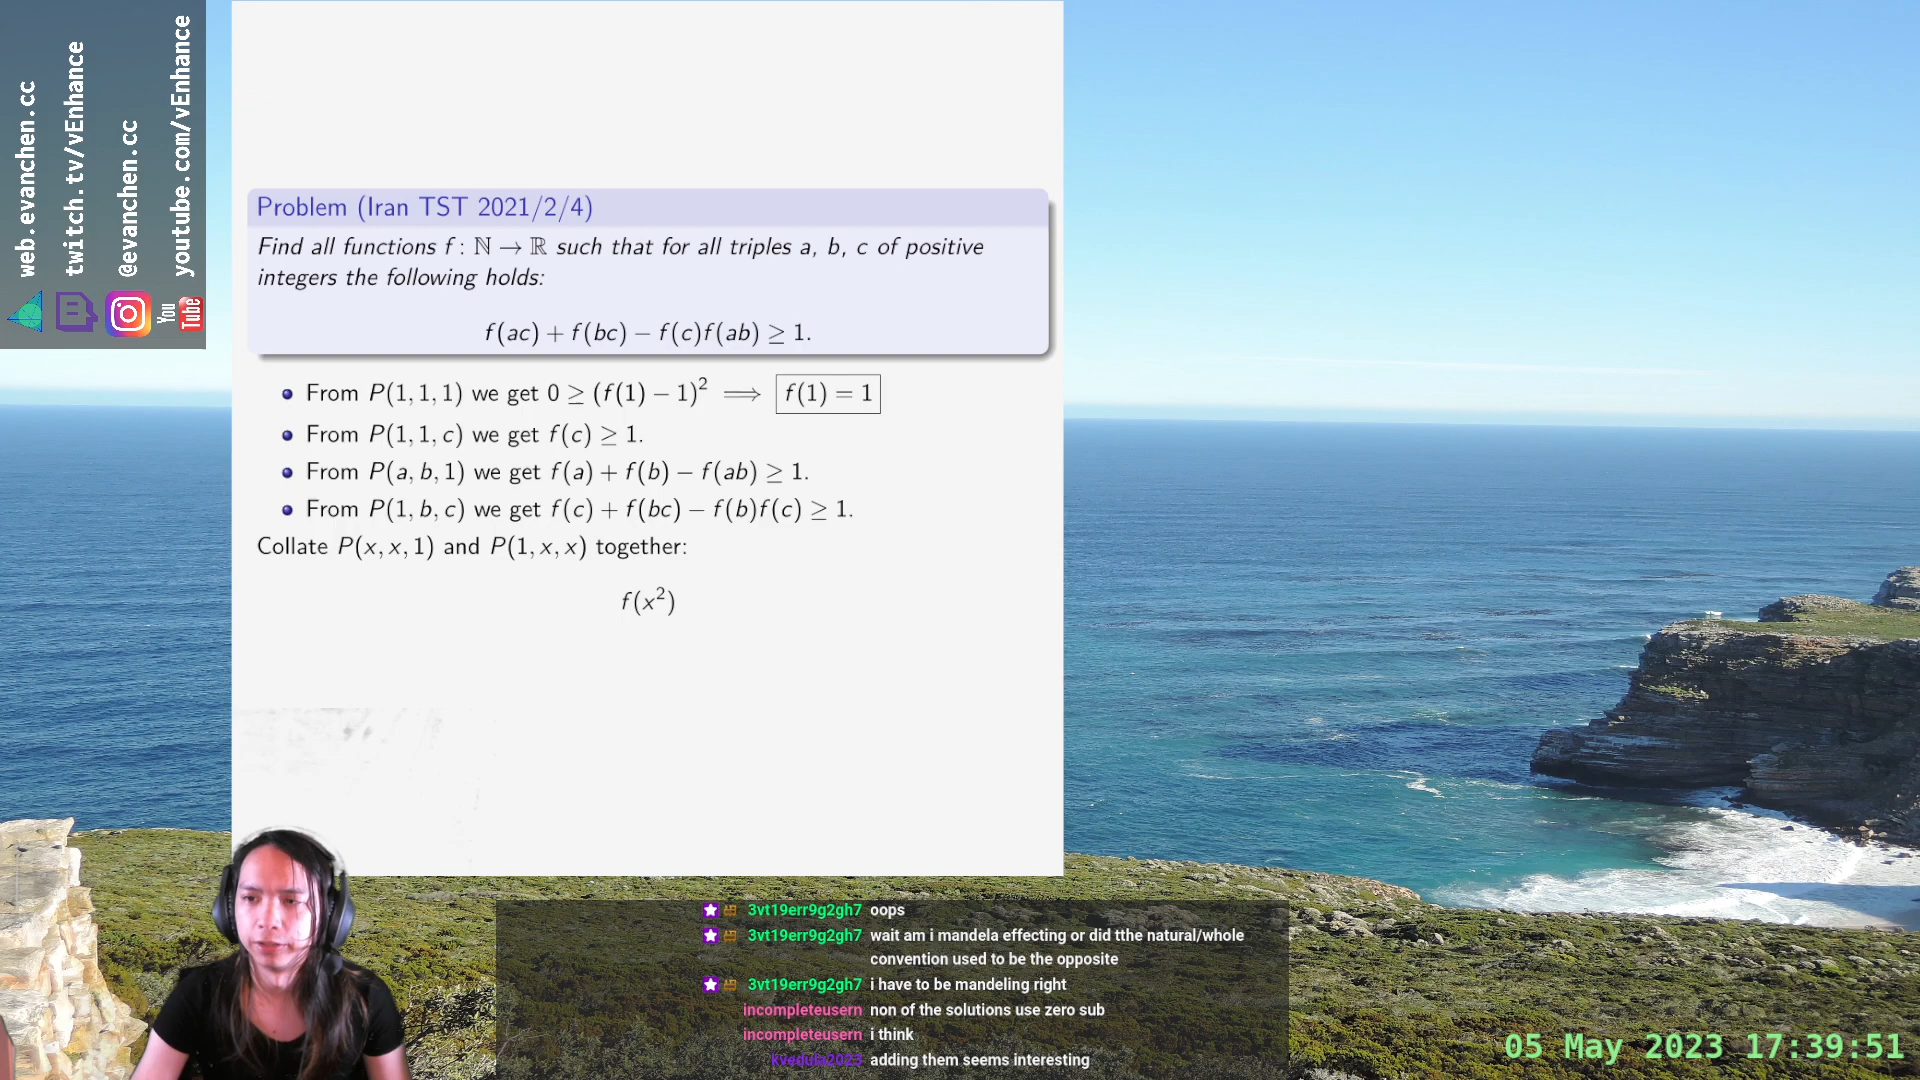 web.evanchen.cc
twitch.tv/vEnhance
@evanchen.cc
youtube.com/vEnhance
You
Tube
Problem (Iran TST 2021/2/4)
Find all functions f : ℕ → ℝ such that for all triples a, b, c of positive
integers the following holds:
f(ac) + f(bc) − f(c)f(ab) ≥ 1.
From P(1, 1, 1) we get 0 ≥ (f(1) − 1)² ⟹ f(1) = 1
From P(1, 1, c) we get f(c) ≥ 1.
From P(a, b, 1) we get f(a) + f(b) − f(ab) ≥ 1.
From P(1, b, c) we get f(c) + f(bc) − f(b)f(c) ≥ 1.
Collate P(x, x, 1) and P(1, x, x) together:
f(x²)
3vt19err9g2gh7 oops
3vt19err9g2gh7 wait am i mandela effecting or did tthe natural/whole
convention used to be the opposite
3vt19err9g2gh7 i have to be mandeling right
incompleteusern non of the solutions use zero sub
incompleteusern i think
kvedula2023 adding them seems interesting
05 May 2023 17:39:51